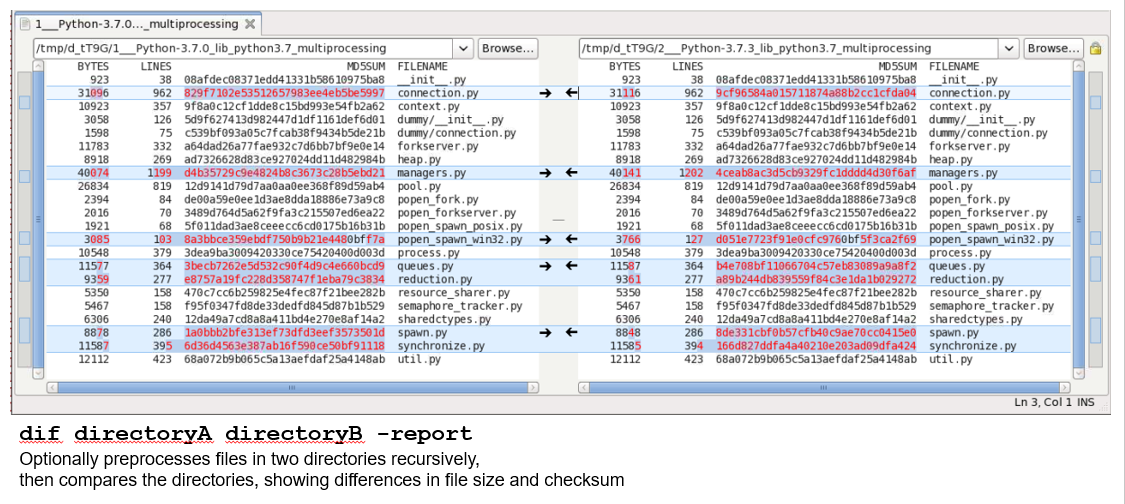 1___Python-3.7.0..._multiprocessing
/tmp/d_tT9G/1___Python-3.7.0_lib_python3.7_multiprocessing Browse...
BYTES LINES MD5SUM FILENAME
923 38 08afdec08371edd41331b58610975ba8 __init__.py
31096 962 829f7102e53512657983ee4eb5be5997 connection.py
10923 357 9f8a0c12cf1dde8c15bd993e54fb2a62 context.py
3058 126 5d9f627413d982447d1df1161def6d01 dummy/__init__.py
1598 75 c539bf093a05c7fcab38f9434b5de21b dummy/connection.py
11783 332 a64dad26a77fae932c7d6bb7bf9e0e14 forkserver.py
8918 269 ad7326628d83ce927024dd11d482984b heap.py
40074 1199 d4b35729c9e4824b8c3673c28b5ebd21 managers.py
26834 819 12d9141d79d7aa0aa0ee368f89d59ab4 pool.py
2394 84 de00a59e0ee1d3ae8dda18886e73a9c8 popen_fork.py
2016 70 3489d764d5a62f9fa3c215507ed6ea22 popen_forkserver.py
1921 68 5f011dad3ae8ceeecc6cd0175b16b31b popen_spawn_posix.py
3085 103 8a3bbce359ebdf750b9b21e4480bff7a popen_spawn_win32.py
10548 379 3dea9ba3009420330ce75420400d003d process.py
11577 364 3becb7262e5d532c90f4d9c4e660bcd9 queues.py
9359 277 e8757a19fc228d358747f1eba79c3834 reduction.py
5350 158 470c7cc6b259825e4fec87f21bee282b resource_sharer.py
5467 158 f95f0347fd8de33dedfd845d87b1b529 semaphore_tracker.py
6306 240 12da49a7cd8a8a411bd4e270e8af14a2 sharedctypes.py
8878 286 1a0bbb2bfe313ef73dfd3eef3573501d spawn.py
11587 395 6d36d4563e387ab16f590ce50bf91118 synchronize.py
12112 423 68a072b9b065c5a13aefdaf25a4148ab util.py
/tmp/d_tT9G/2___Python-3.7.3_lib_python3.7_multiprocessing Browse...
BYTES LINES MD5SUM FILENAME
923 38 08afdec08371edd41331b58610975ba8 __init__.py
31116 962 9cf96584a015711874a88b2cc1cfda04 connection.py
10923 357 9f8a0c12cf1dde8c15bd993e54fb2a62 context.py
3058 126 5d9f627413d982447d1df1161def6d01 dummy/__init__.py
1598 75 c539bf093a05c7fcab38f9434b5de21b dummy/connection.py
11783 332 a64dad26a77fae932c7d6bb7bf9e0e14 forkserver.py
8918 269 ad7326628d83ce927024dd11d482984b heap.py
40141 1202 4ceab8ac3d5cb9329fc1dddd4d30f6af managers.py
26834 819 12d9141d79d7aa0aa0ee368f89d59ab4 pool.py
2394 84 de00a59e0ee1d3ae8dda18886e73a9c8 popen_fork.py
2016 70 3489d764d5a62f9fa3c215507ed6ea22 popen_forkserver.py
1921 68 5f011dad3ae8ceeecc6cd0175b16b31b popen_spawn_posix.py
3766 127 d051e7723f91e0cfc9760bf5f3ca2f69 popen_spawn_win32.py
10548 379 3dea9ba3009420330ce75420400d003d process.py
11587 364 b4e708bf11066704c57eb83089a9a8f2 queues.py
9361 277 a89b244db839559f84c3e1da1b029272 reduction.py
5350 158 470c7cc6b259825e4fec87f21bee282b resource_sharer.py
5467 158 f95f0347fd8de33dedfd845d87b1b529 semaphore_tracker.py
6306 240 12da49a7cd8a8a411bd4e270e8af14a2 sharedctypes.py
8848 286 8de331cbf0b57cfb40c9ae70cc0415e0 spawn.py
11585 394 166d827ddfa4a40210e203ad09dfa424 synchronize.py
12112 423 68a072b9b065c5a13aefdaf25a4148ab util.py
Ln 3, Col 1 INS
dif directoryA directoryB -report
Optionally preprocesses files in two directories recursively,
then compares the directories, showing differences in file size and checksum